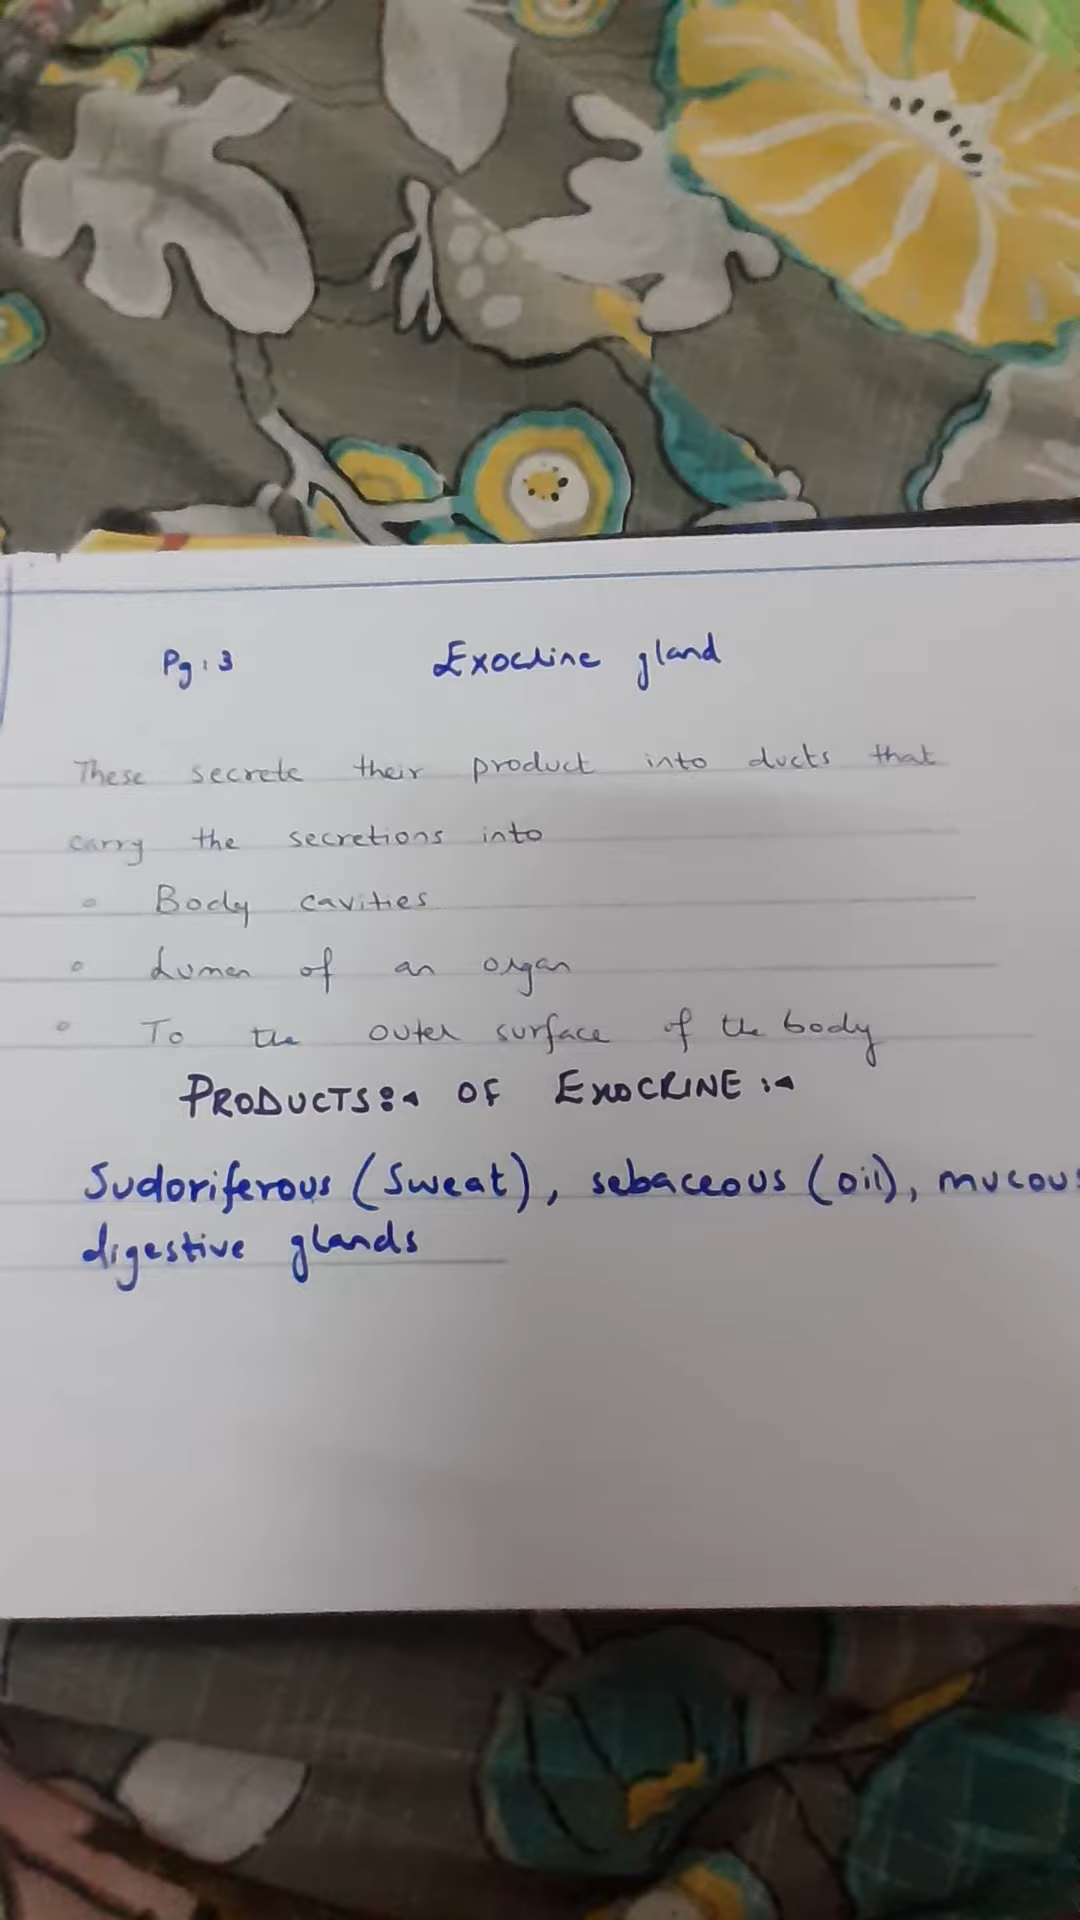 Pg: 3 Exocrine gland
These secrete their product into ducts that
carry the secretions into
◦ Body cavities
◦ Lumen of an organ
◦ To the outer surface of the body
PRODUCTS:- OF EXOCRINE :-
Sudoriferous (Sweat), sebaceous (oil), mucous
digestive glands